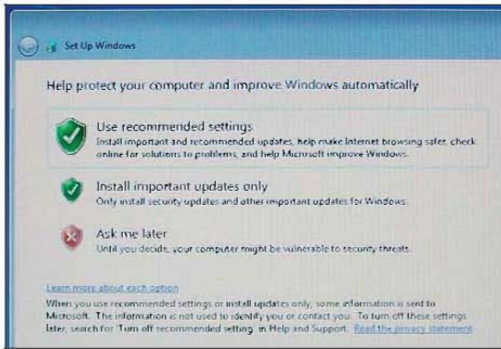 Set Up Windows
Help protect your computer and improve Windows automatically
Use recommended settings
Install important and recommended updates, help make Internet browsing safer, check
online for solutions to problems, and help Microsoft improve Windows.
Install important updates only
Only install security updates and other important updates for Windows.
Ask me later
Until you decide, your computer might be vulnerable to security threats.
Learn more about each option
When you use recommended settings or install updates only, some information is sent to
Microsoft. The information is not used to identify you or contact you. To turn off these settings
later, search for 'Turn off recommended setting' in Help and Support. Read the privacy statement